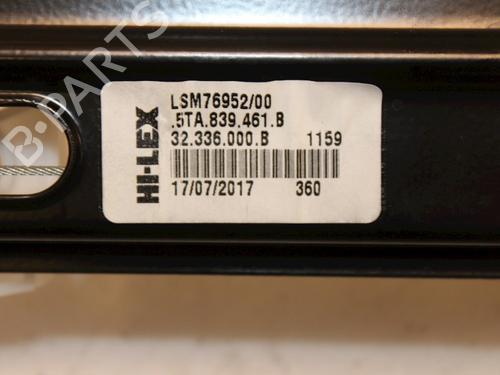 HI-LEX
LSM76952/00
.5TA.839.461.B
32.336.000.B 1159
17/07/2017 360
B-PARTS